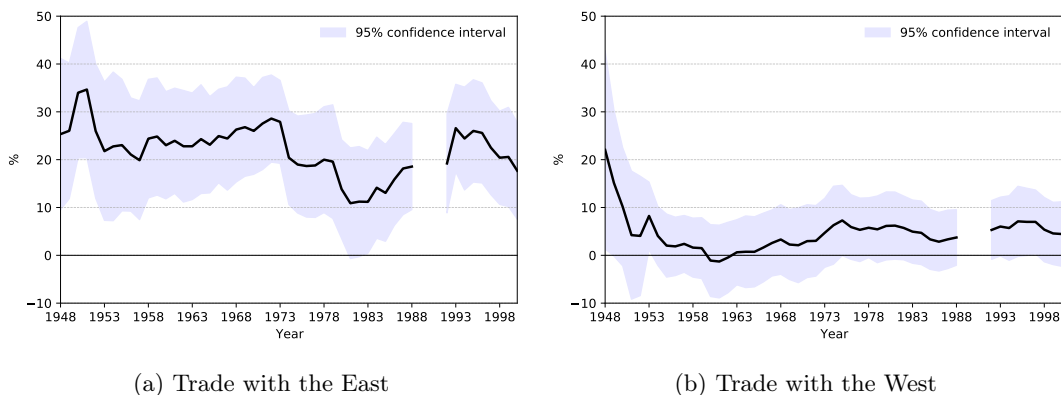 50
40
30
20
10
0
−10
%
95% confidence interval
1948 1953 1958 1963 1968 1973 1978 1983 1988 1993 1998
Year
(a) Trade with the East
50
40
30
20
10
0
−10
%
95% confidence interval
1948 1953 1958 1963 1968 1973 1978 1983 1988 1993 1998
Year
(b) Trade with the West